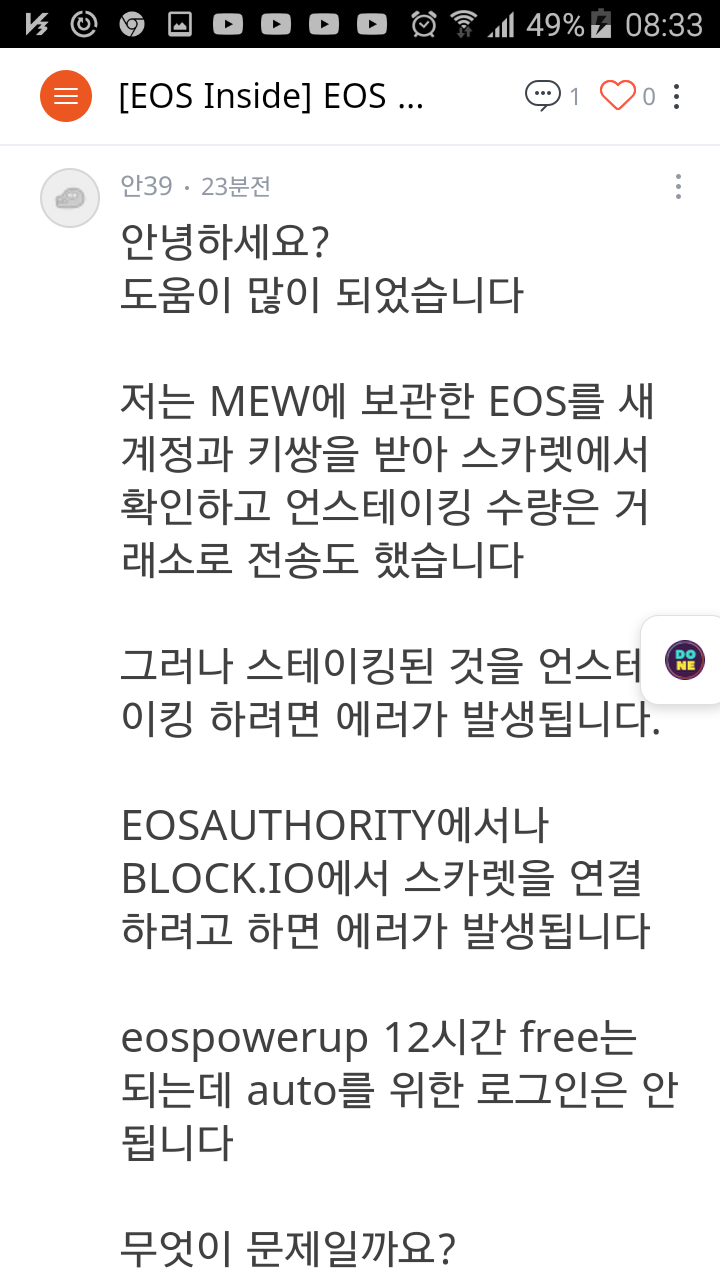 49% 08:33
[EOS Inside] EOS ... 1 0
안39 · 23분전
안녕하세요?
도움이 많이 되었습니다
저는 MEW에 보관한 EOS를 새
계정과 키쌍을 받아 스카렛에서
확인하고 언스테이킹 수량은 거
래소로 전송도 했습니다
그러나 스테이킹된 것을 언스테
DO
NE
이킹 하려면 에러가 발생됩니다.
EOSAUTHORITY에서나
BLOCK.IO에서 스카렛을 연결
하려고 하면 에러가 발생됩니다
eospowerup 12시간 free는
되는데 auto를 위한 로그인은 안
됩니다
무엇이 문제일까요?